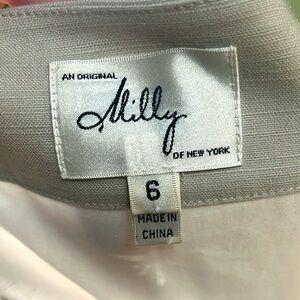 AN ORIGINAL
Milly
OF NEW YORK
6
MADE IN
CHINA